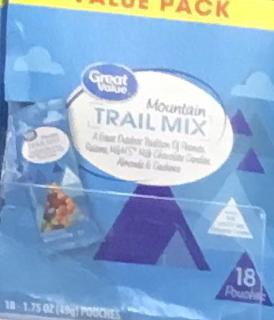 VALUE PACK
Great
Value
Mountain
TRAIL MIX
A Great Outdoor Tradition Of Peanuts,
Raisins, M&M'S Milk Chocolate Candies,
Almonds & Cashews
18
Pouches
18 - 1.75 OZ (49g) POUCHES